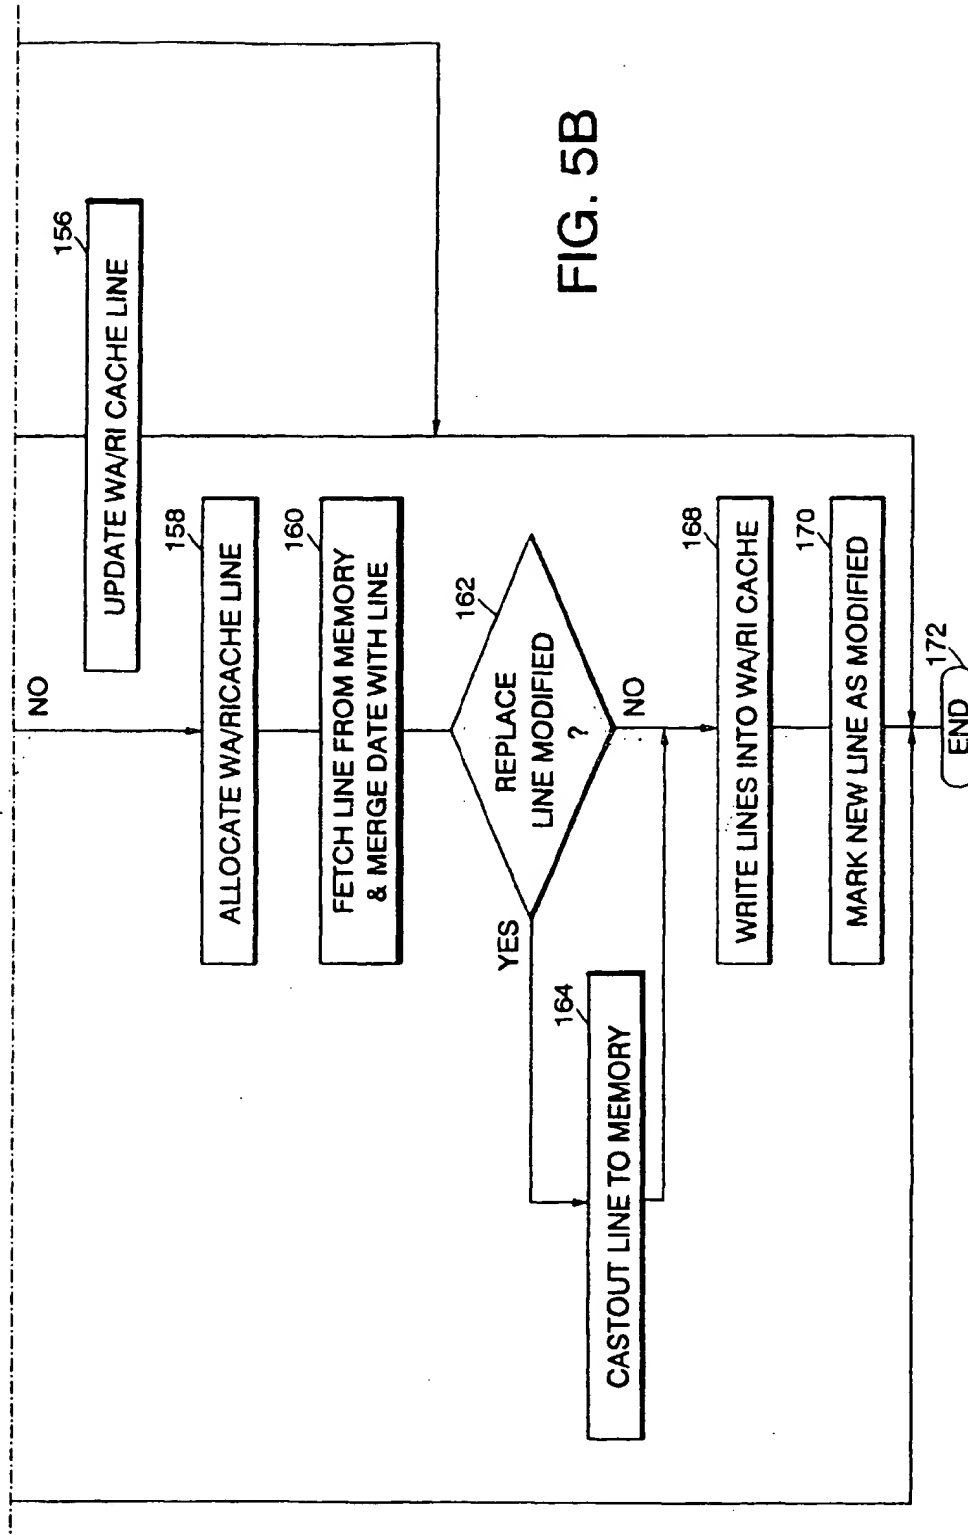 NO
156
UPDATE WA/RI CACHE LINE
158
ALLOCATE WA/RICACHE LINE
160
FETCH LINE FROM MEMORY
& MERGE DATE WITH LINE
162
REPLACE
LINE MODIFIED
?
YES
NO
164
CASTOUT LINE TO MEMORY
168
WRITE LINES INTO WA/RI CACHE
170
MARK NEW LINE AS MODIFIED
172
END
FIG. 5B